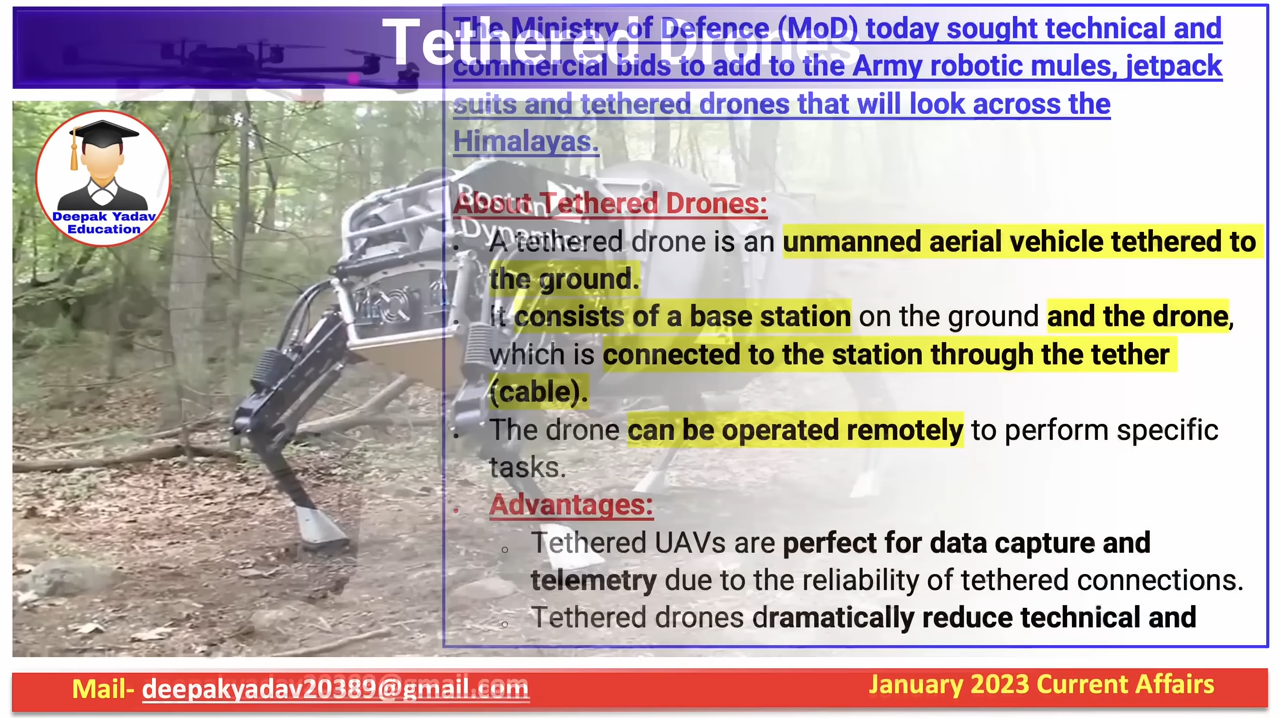 Tethered Drones
The Ministry of Defence (MoD) today sought technical and
commercial bids to add to the Army robotic mules, jetpack
suits and tethered drones that will look across the
Himalayas.
Deepak Yadav
Education
Boston
Dynamics
About Tethered Drones:
• A tethered drone is an unmanned aerial vehicle tethered to
the ground.
• It consists of a base station on the ground and the drone,
which is connected to the station through the tether
(cable).
• The drone can be operated remotely to perform specific
tasks.
• Advantages:
○ Tethered UAVs are perfect for data capture and
telemetry due to the reliability of tethered connections.
○ Tethered drones dramatically reduce technical and
Mail- deepakyadav20389@gmail.com
January 2023 Current Affairs